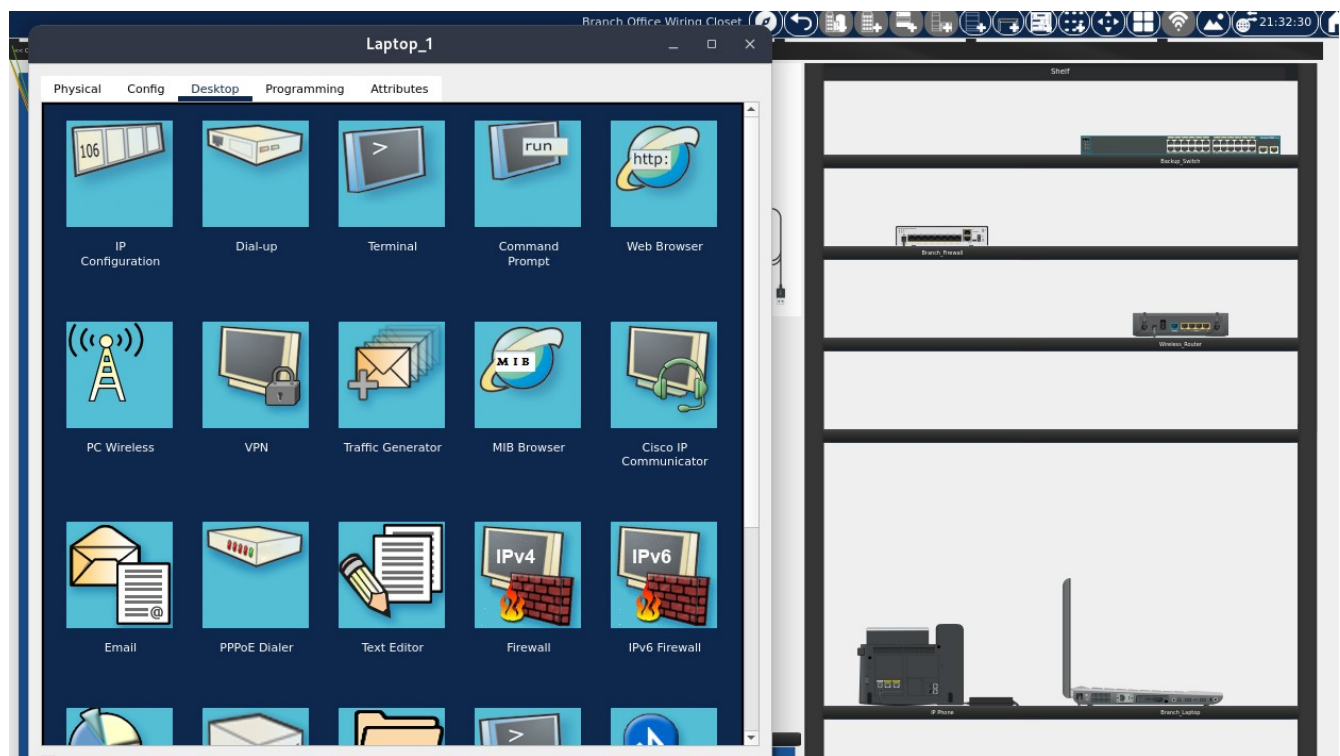 Branch Office Wiring Closet
21:32:30
Laptop_1
Physical Config Desktop Programming Attributes
106
>
run
http:
IP
Configuration
Dial-up
Terminal
Command
Prompt
Web Browser
MIB
PC Wireless
VPN
Traffic Generator
MIB Browser
Cisco IP
Communicator
@
IPv4
IPv6
Email
PPPoE Dialer
Text Editor
Firewall
IPv6 Firewall
>
Shelf
Backup_Switch
Branch_Firewall
Wireless_Router
IP Phone
Branch_Laptop